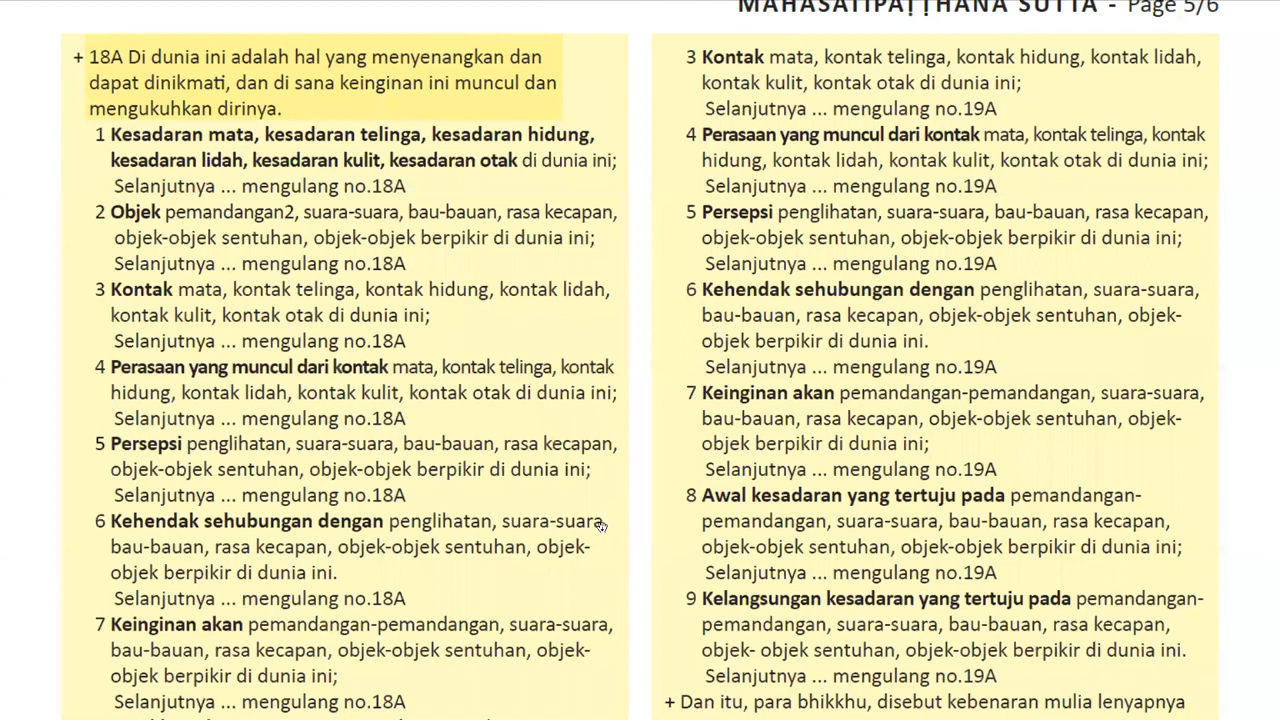 MAHASATIPAṬṬHANA SUTTA - Page 5/6
+ 18A Di dunia ini adalah hal yang menyenangkan dan
dapat dinikmati, dan di sana keinginan ini muncul dan
mengukuhkan dirinya.
1 Kesadaran mata, kesadaran telinga, kesadaran hidung,
kesadaran lidah, kesadaran kulit, kesadaran otak di dunia ini;
Selanjutnya ... mengulang no.18A
2 Objek pemandangan2, suara-suara, bau-bauan, rasa kecapan,
objek-objek sentuhan, objek-objek berpikir di dunia ini;
Selanjutnya ... mengulang no.18A
3 Kontak mata, kontak telinga, kontak hidung, kontak lidah,
kontak kulit, kontak otak di dunia ini;
Selanjutnya ... mengulang no.18A
4 Perasaan yang muncul dari kontak mata, kontak telinga, kontak
hidung, kontak lidah, kontak kulit, kontak otak di dunia ini;
Selanjutnya ... mengulang no.18A
5 Persepsi penglihatan, suara-suara, bau-bauan, rasa kecapan,
objek-objek sentuhan, objek-objek berpikir di dunia ini;
Selanjutnya ... mengulang no.18A
6 Kehendak sehubungan dengan penglihatan, suara-suara,
bau-bauan, rasa kecapan, objek-objek sentuhan, objek-
objek berpikir di dunia ini.
Selanjutnya ... mengulang no.18A
7 Keinginan akan pemandangan-pemandangan, suara-suara,
bau-bauan, rasa kecapan, objek-objek sentuhan, objek-
objek berpikir di dunia ini;
Selanjutnya ... mengulang no.18A
3 Kontak mata, kontak telinga, kontak hidung, kontak lidah,
kontak kulit, kontak otak di dunia ini;
Selanjutnya ... mengulang no.19A
4 Perasaan yang muncul dari kontak mata, kontak telinga, kontak
hidung, kontak lidah, kontak kulit, kontak otak di dunia ini;
Selanjutnya ... mengulang no.19A
5 Persepsi penglihatan, suara-suara, bau-bauan, rasa kecapan,
objek-objek sentuhan, objek-objek berpikir di dunia ini;
Selanjutnya ... mengulang no.19A
6 Kehendak sehubungan dengan penglihatan, suara-suara,
bau-bauan, rasa kecapan, objek-objek sentuhan, objek-
objek berpikir di dunia ini.
Selanjutnya ... mengulang no.19A
7 Keinginan akan pemandangan-pemandangan, suara-suara,
bau-bauan, rasa kecapan, objek-objek sentuhan, objek-
objek berpikir di dunia ini;
Selanjutnya ... mengulang no.19A
8 Awal kesadaran yang tertuju pada pemandangan-
pemandangan, suara-suara, bau-bauan, rasa kecapan,
objek-objek sentuhan, objek-objek berpikir di dunia ini;
Selanjutnya ... mengulang no.19A
9 Kelangsungan kesadaran yang tertuju pada pemandangan-
pemandangan, suara-suara, bau-bauan, rasa kecapan,
objek- objek sentuhan, objek-objek berpikir di dunia ini.
Selanjutnya ... mengulang no.19A
+ Dan itu, para bhikkhu, disebut kebenaran mulia lenyapnya